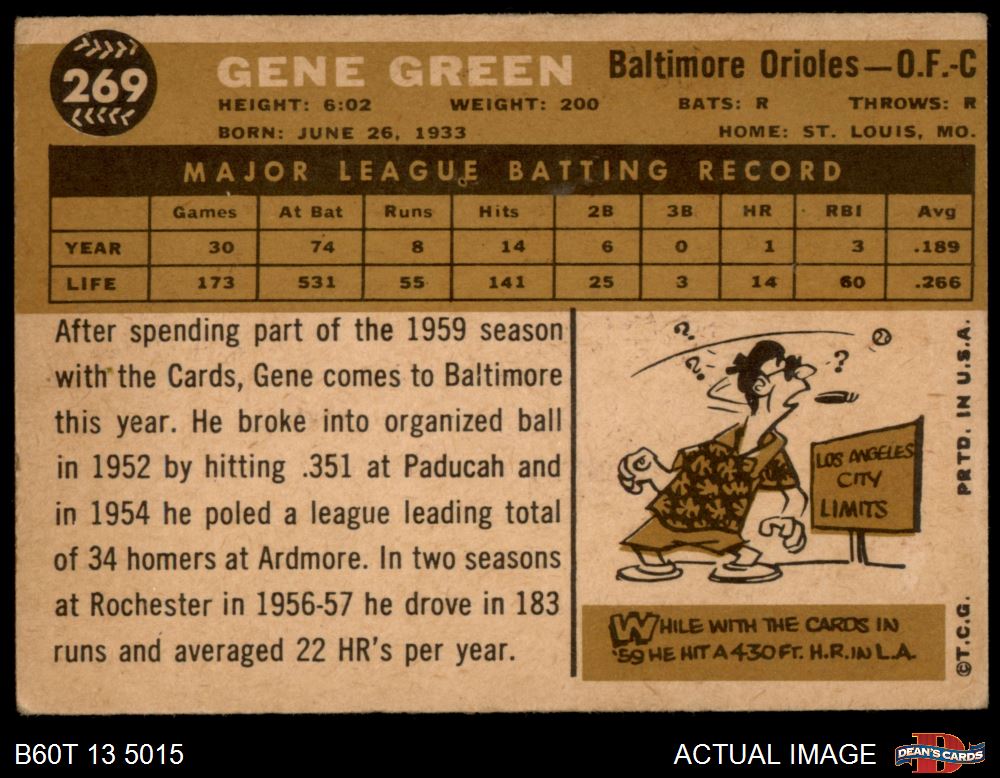 269
GENE GREEN Baltimore Orioles—O.F.-C
HEIGHT: 6:02 WEIGHT: 200 BATS: R THROWS: R
BORN: JUNE 26, 1933 HOME: ST. LOUIS, MO.
MAJOR LEAGUE BATTING RECORD
Games At Bat Runs Hits 2B 3B HR RBI Avg
YEAR 30 74 8 14 6 0 1 3 .189
LIFE 173 531 55 141 25 3 14 60 .266
After spending part of the 1959 season
with the Cards, Gene comes to Baltimore
this year. He broke into organized ball
in 1952 by hitting .351 at Paducah and
in 1954 he poled a league leading total
of 34 homers at Ardmore. In two seasons
at Rochester in 1956-57 he drove in 183
runs and averaged 22 HR's per year.
? ? ?
LOS ANGELES
CITY
LIMITS
WHILE WITH THE CARDS IN
'59 HE HIT A 430 FT. H.R. IN L.A.
©T.C.G. PRTD. IN U.S.A.
B60T 13 5015 ACTUAL IMAGE
DEAN'S CARDS